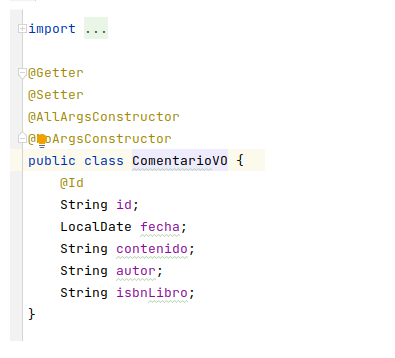 import ...
@Getter
@Setter
@AllArgsConstructor
@NoArgsConstructor
public class ComentarioVO {
@Id
String id;
LocalDate fecha;
String contenido;
String autor;
String isbnLibro;
}